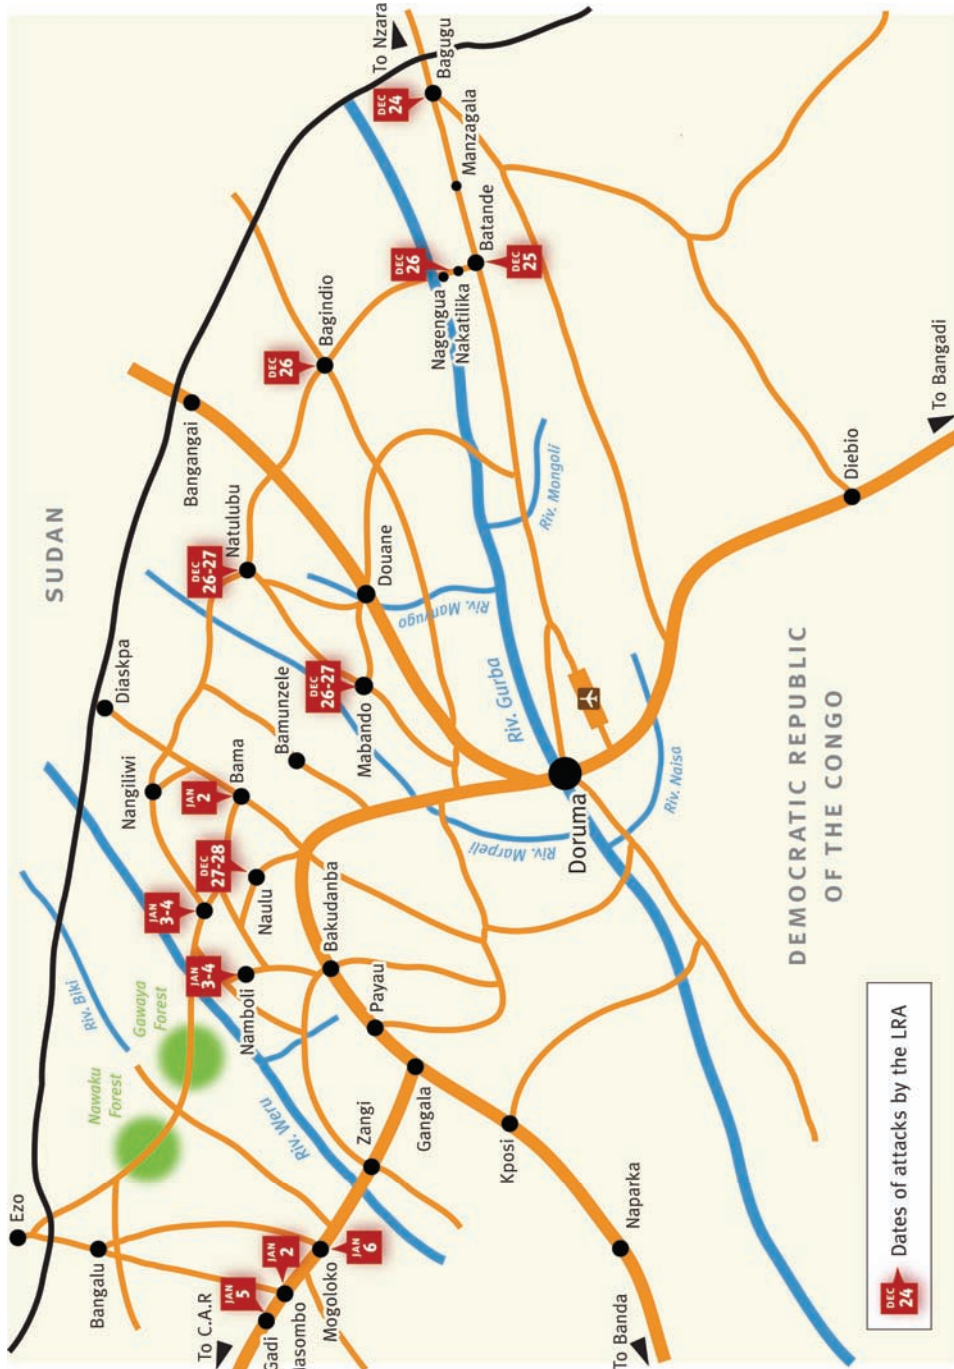 SUDAN
Ezo
Bangalu
Nawaku
Forest
Gawaya
Forest
Riv. Biki
Diaskpa
Nangiliwi
Bangangai
To C.A.R
Gadi
Mogoloko
JAN
5
JAN
2
JAN
6
Riv. Weru
Zangi
Gangala
Namboli
JAN
3-4
JAN
3-4
Naulu
DEC
27-28
Bama
JAN
2
Bamunzele
Natulubu
DEC
26-27
Mabando
DEC
26-27
Douane
Bagindio
DEC
26
Bakudanba
Payau
Kposi
Naparka
To Banda
Riv. Marpeli
Riv. Manyugo
Riv. Gurba
Riv. Mongoli
Riv. Naisa
Doruma
Nagengua
Nakatilika
DEC
26
Batande
DEC
25
Manzagala
Bagugu
DEC
24
To Nzara
Diebio
To Bangadi
DEMOCRATIC REPUBLIC
OF THE CONGO
DEC
24
Dates of attacks by the LRA